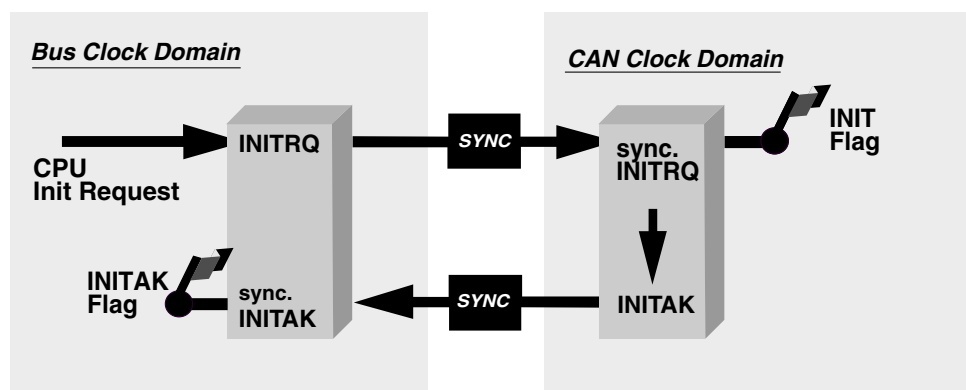 Bus Clock Domain
CAN Clock Domain
CPU
Init Request
INITRQ
SYNC
sync.
INITRQ
INIT
Flag
INITAK
Flag
sync.
INITAK
SYNC
INITAK